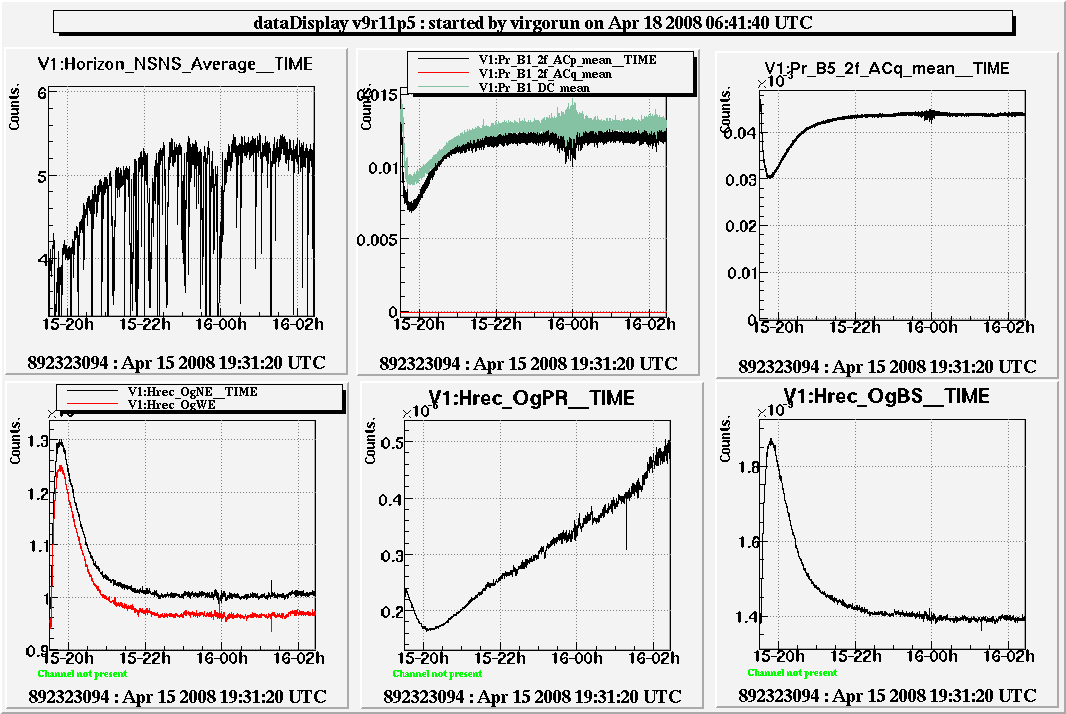 dataDisplay v9r11p5 : started by virgorun on Apr 18 2008 06:41:40 UTC
V1:Horizon_NSNS_Average__TIME
Counts.
6
5
4
15-20h 15-22h 16-00h 16-02h
892323094 : Apr 15 2008 19:31:20 UTC
V1:Pr_B1_2f_ACp_mean__TIME
V1:Pr_B1_2f_ACq_mean
V1:Pr_B1_DC_mean
Counts.
0.015
0.01
0.005
0
15-20h 15-22h 16-00h 16-02h
892323094 : Apr 15 2008 19:31:20 UTC
V1:Pr_B5_2f_ACq_mean__TIME
×10⁻³
Counts.
0.04
0.03
0.02
0.01
0
15-20h 15-22h 16-00h 16-02h
892323094 : Apr 15 2008 19:31:20 UTC
V1:Hrec_OgNE__TIME
V1:Hrec_OgWE
Counts.
1.3
1.2
1.1
1
0.9
15-20h 15-22h 16-00h 16-02h
Channel not present
892323094 : Apr 15 2008 19:31:20 UTC
V1:Hrec_OgPR__TIME
Counts.
0.5
0.4
0.3
0.2
15-20h 15-22h 16-00h 16-02h
Channel not present
892323094 : Apr 15 2008 19:31:20 UTC
V1:Hrec_OgBS__TIME
Counts.
1.8
1.6
1.4
15-20h 15-22h 16-00h 16-02h
Channel not present
892323094 : Apr 15 2008 19:31:20 UTC